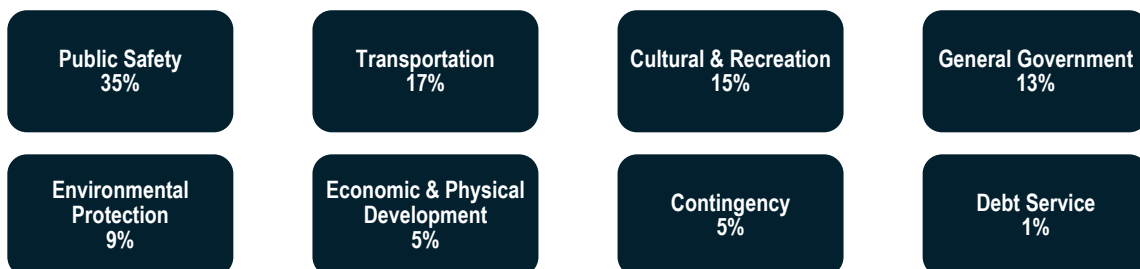 Public Safety
35%
Transportation
17%
Cultural & Recreation
15%
General Government
13%
Environmental
Protection
9%
Economic & Physical
Development
5%
Contingency
5%
Debt Service
1%